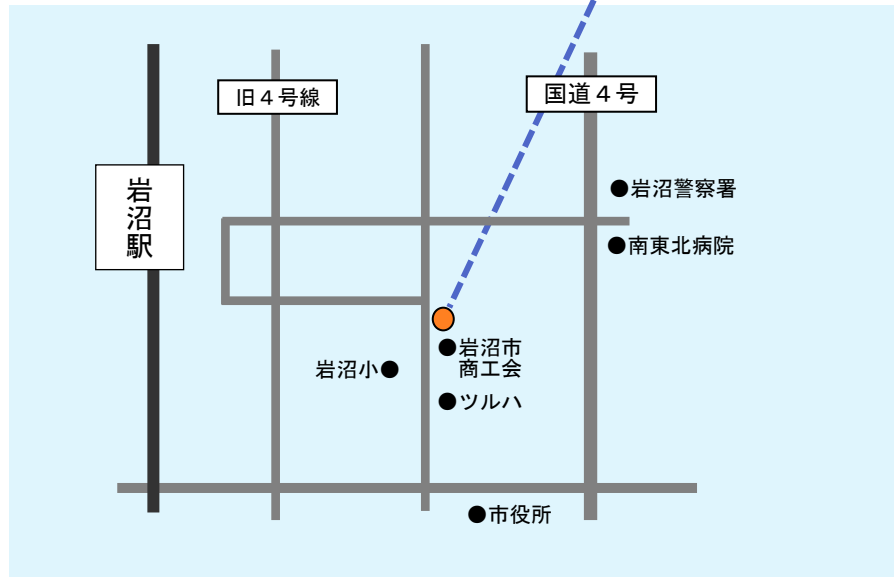 旧４号線
国道４号
岩沼駅
●岩沼警察署
●南東北病院
●岩沼市
商工会
岩沼小●
●ツルハ
●市役所